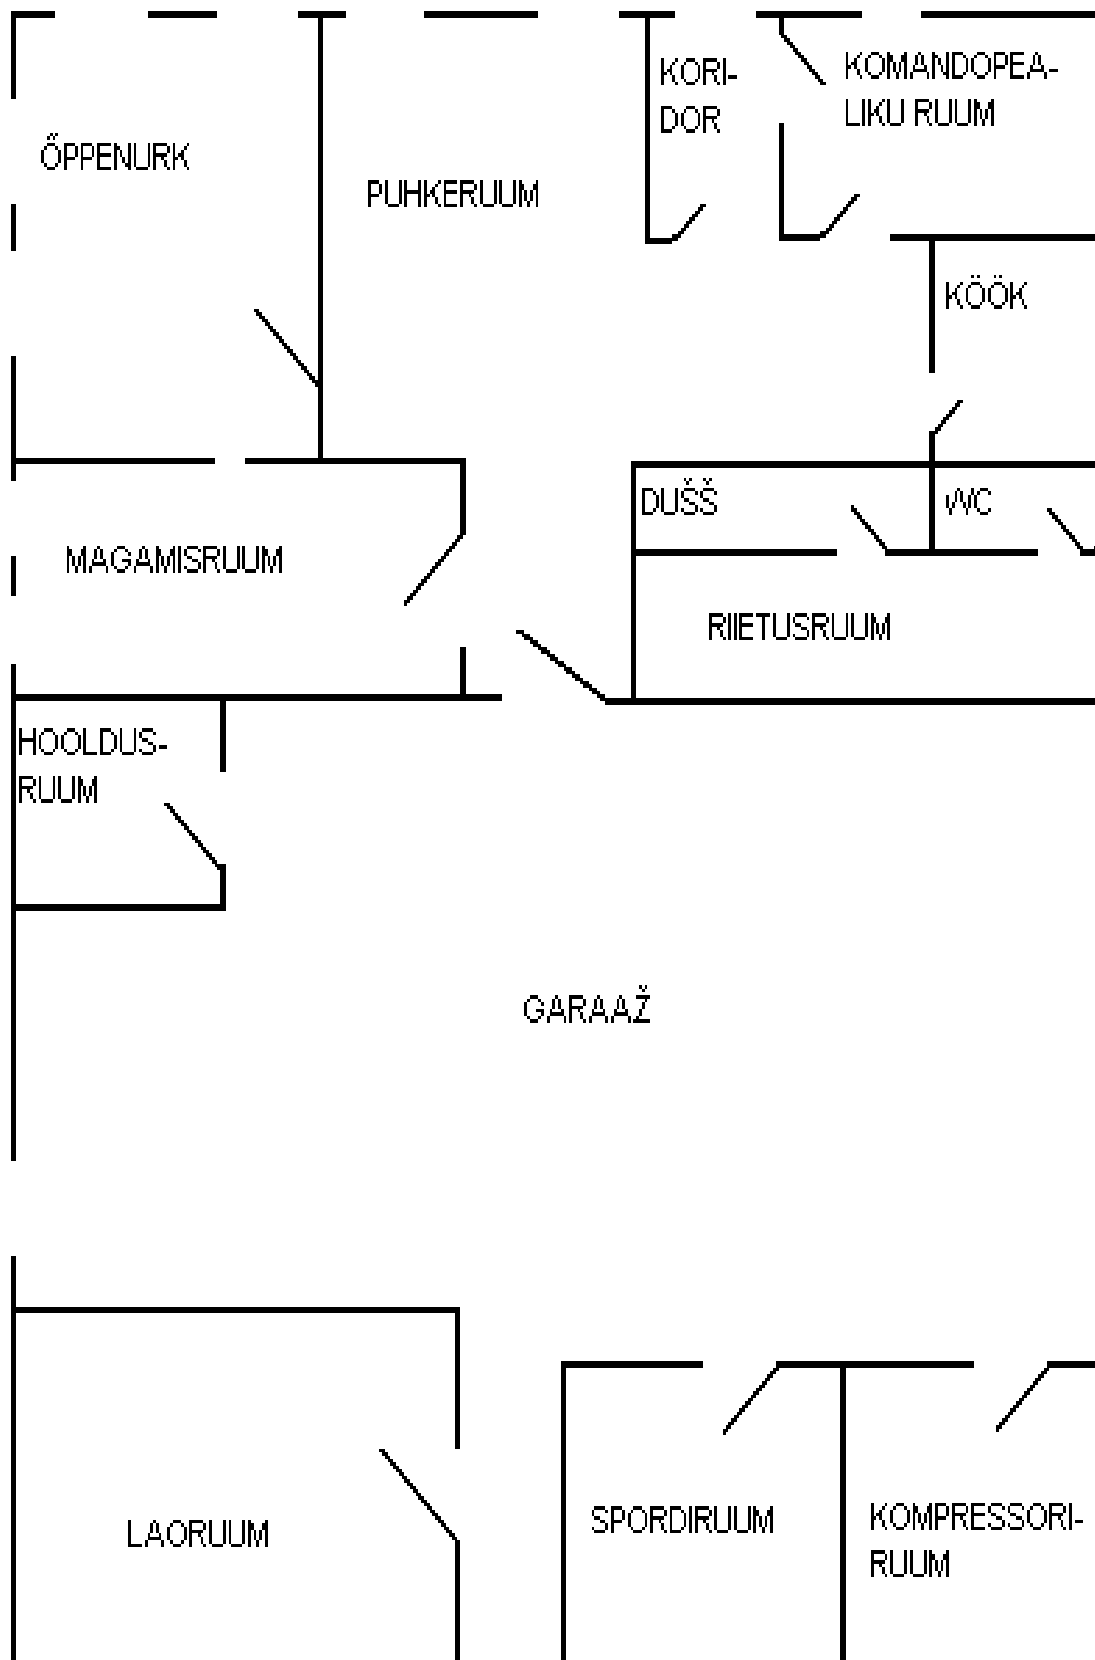 KORI-
DOR
KOMANDOPEA-
LIKU RUUM
ÕPPENURK
PUHKERUUM
KÖÖK
DUŠŠ
WC
MAGAMISRUUM
RIIETUSRUUM
HOOLDUS-
RUUM
GARAAŽ
LAORUUM
SPORDIRUUM
KOMPRESSORI-
RUUM